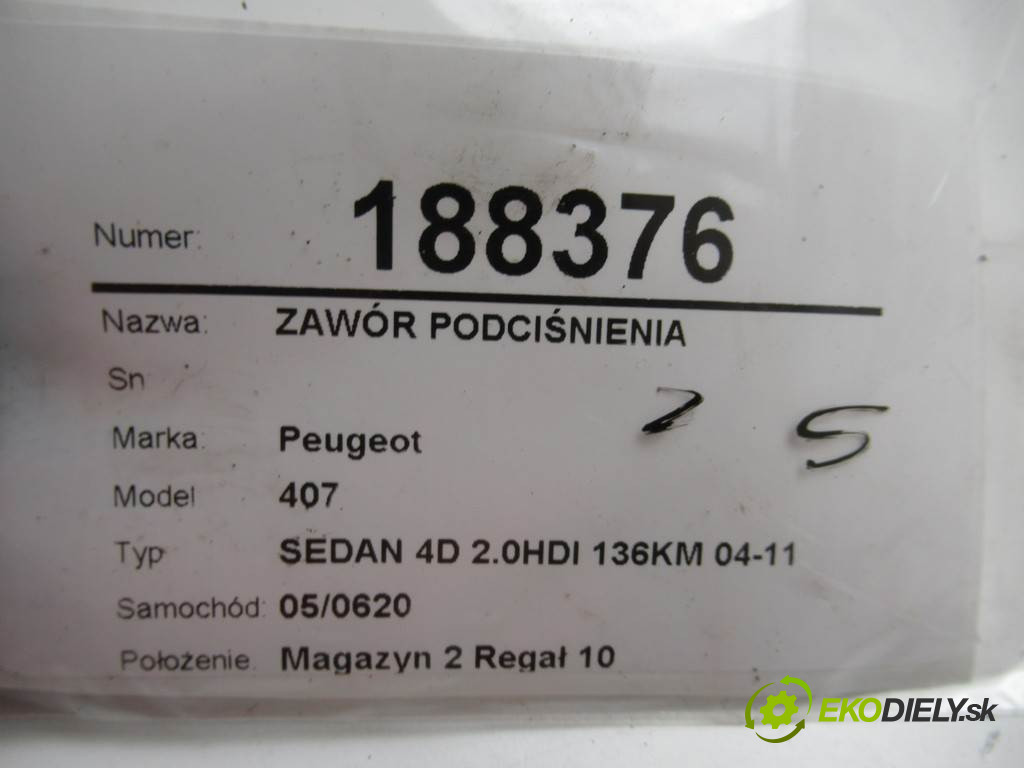 Numer: 188376
Nazwa: ZAWÓR PODCIŚNIENIA
Sn
2 S
Marka: Peugeot
Model 407
Typ SEDAN 4D 2.0HDI 136KM 04-11
Samochód: 05/0620
Położenie. Magazyn 2 Regał 10
EKODIELY.sk